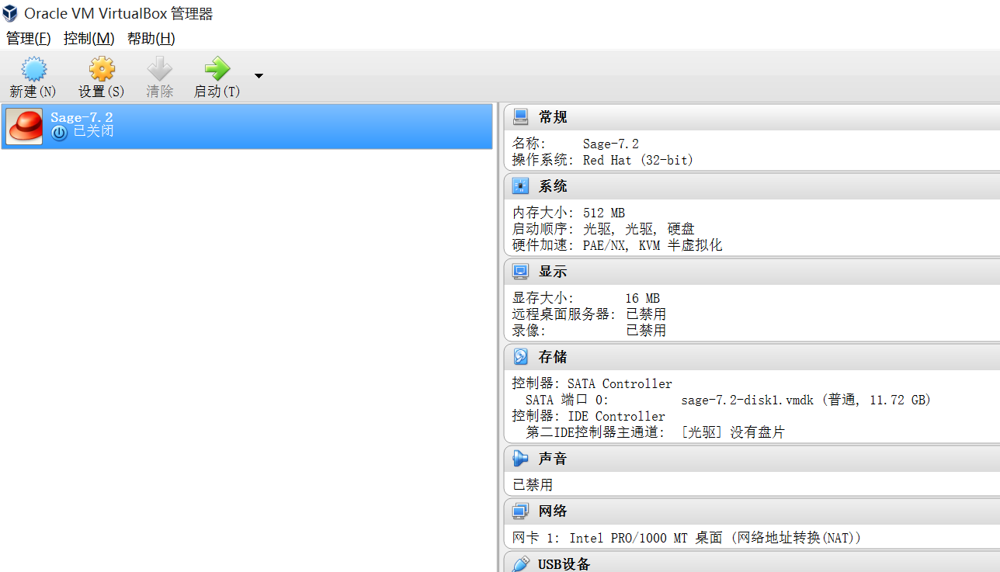 Oracle VM VirtualBox 管理器
管理(F) 控制(M) 帮助(H)
新建(N) 设置(S) 清除 启动(T)
Sage-7.2
已关闭
常规
名称: Sage-7.2
操作系统: Red Hat (32-bit)
系统
内存大小: 512 MB
启动顺序: 光驱, 光驱, 硬盘
硬件加速: PAE/NX, KVM 半虚拟化
显示
显存大小: 16 MB
远程桌面服务器: 已禁用
录像: 已禁用
存储
控制器: SATA Controller
SATA 端口 0: sage-7.2-disk1.vmdk (普通, 11.72 GB)
控制器: IDE Controller
第二IDE控制器主通道: [光驱] 没有盘片
声音
已禁用
网络
网卡 1: Intel PRO/1000 MT 桌面 (网络地址转换(NAT))
USB设备